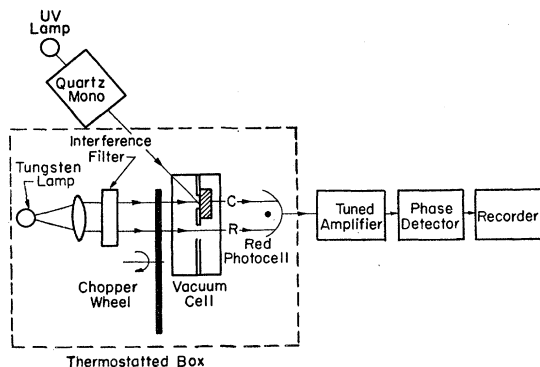 UV
Lamp
Quartz
Mono
Interference
Filter
Tungsten
Lamp
C
R
Red
Photocell
Chopper
Wheel
Vacuum
Cell
Tuned
Amplifier
Phase
Detector
Recorder
Thermostatted Box